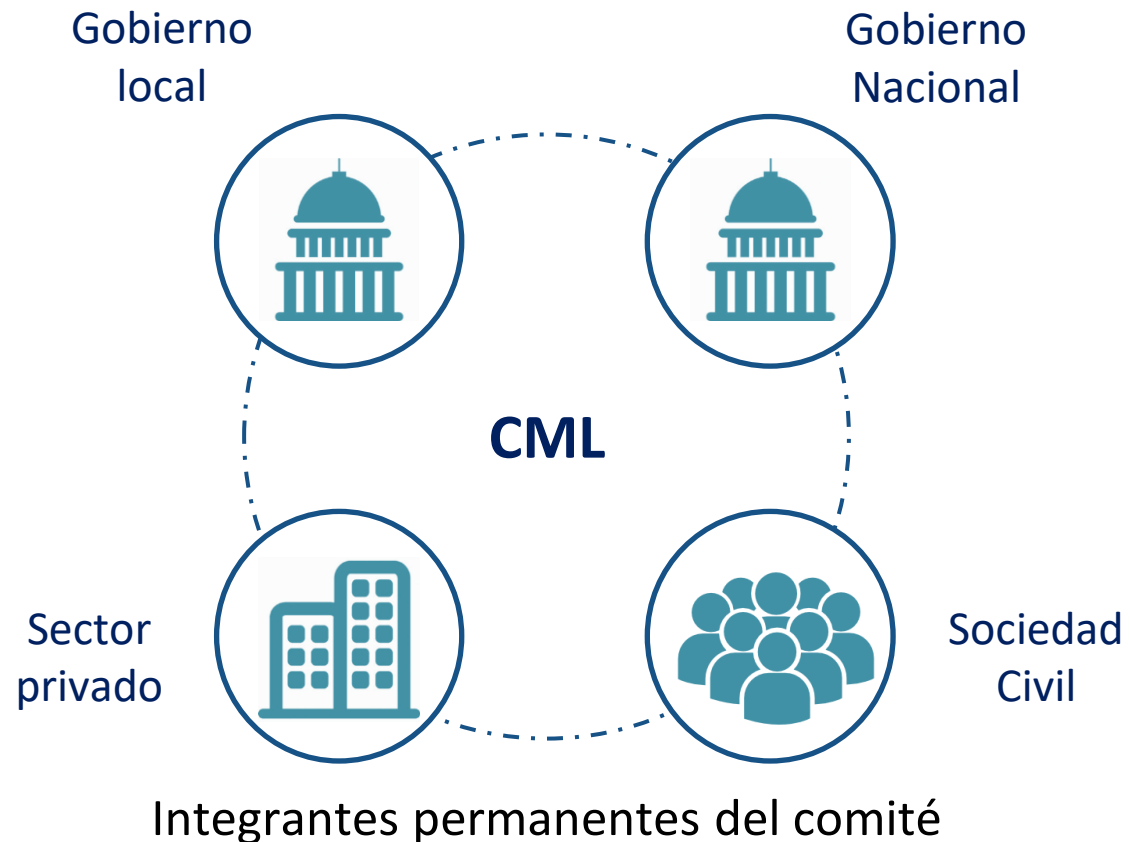 Gobierno
local
Gobierno
Nacional
CML
Sector
privado
Sociedad
Civil
Integrantes permanentes del comité